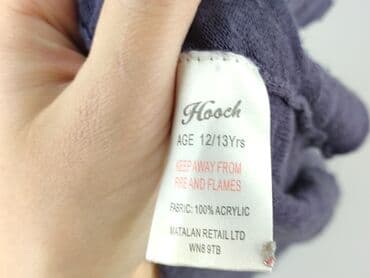 Hooch
AGE 12/13Yrs
KEEP AWAY FROM
FIRE AND FLAMES
FABRIC: 100% ACRYLIC
MATALAN RETAIL LTD
WN8 9TB